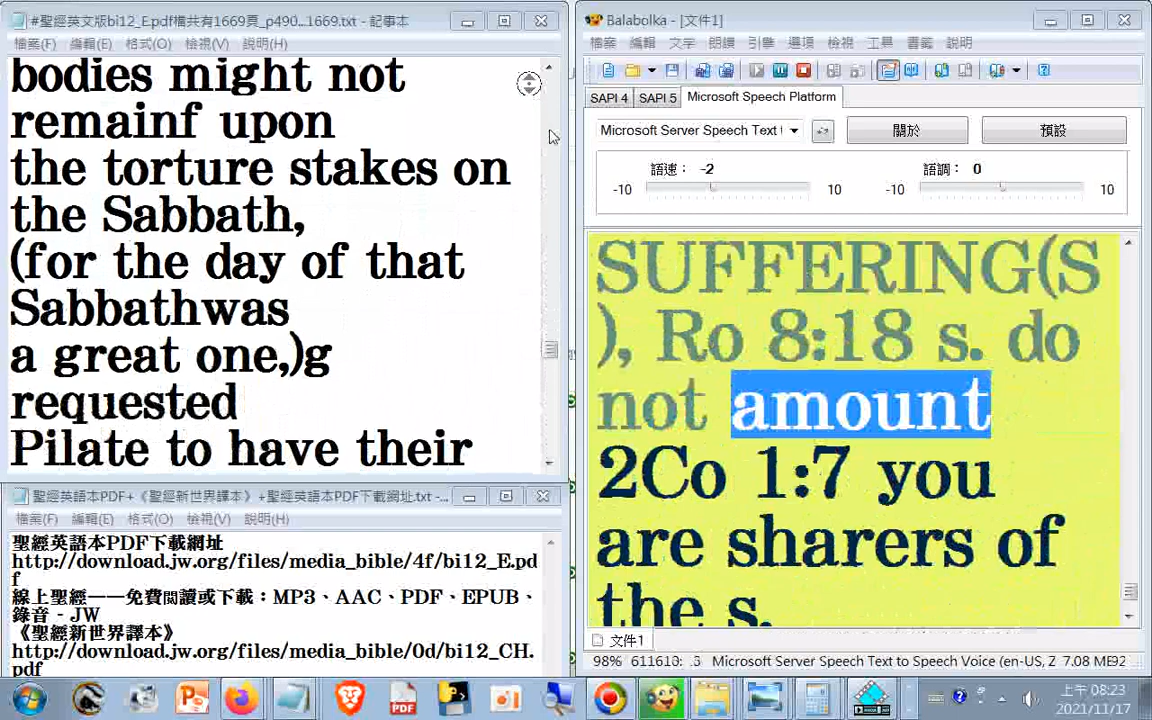 #聖經英文版bi12_E.pdf檔共有1669頁_p490...1669.txt - 記事本
檔案(F) 編輯(E) 格式(O) 檢視(V) 說明(H)
bodies might not
remainf upon
the torture stakes on
the Sabbath,
(for the day of that
Sabbathwas
a great one,)g
requested
Pilate to have their
聖經英語本PDF+《聖經新世界譯本》+聖經英語本PDF下載網址.txt -...
檔案(F) 編輯(E) 格式(O) 檢視(V) 說明(H)
聖經英語本PDF下載網址
http://download.jw.org/files/media_bible/4f/bi12_E.pd
f
線上聖經——免費閱讀或下載：MP3、AAC、PDF、EPUB、
錄音 - JW
《聖經新世界譯本》
http://download.jw.org/files/media_bible/0d/bi12_CH.
pdf
Balabolka - [文件1]
檔案 編輯 文字 朗讀 引擎 選項 檢視 工具 書籤 說明
SAPI 4 SAPI 5 Microsoft Speech Platform
Microsoft Server Speech Text 關於 預設
語速： -2 語調： 0
-10 10 -10 10
SUFFERING(S
), Ro 8:18 s. do
not amount
2Co 1:7 you
are sharers of
the s.
文件1
98% Microsoft Server Speech Text to Speech Voice (en-US, Z 7.08 ME
上午 08:23
2021/11/17